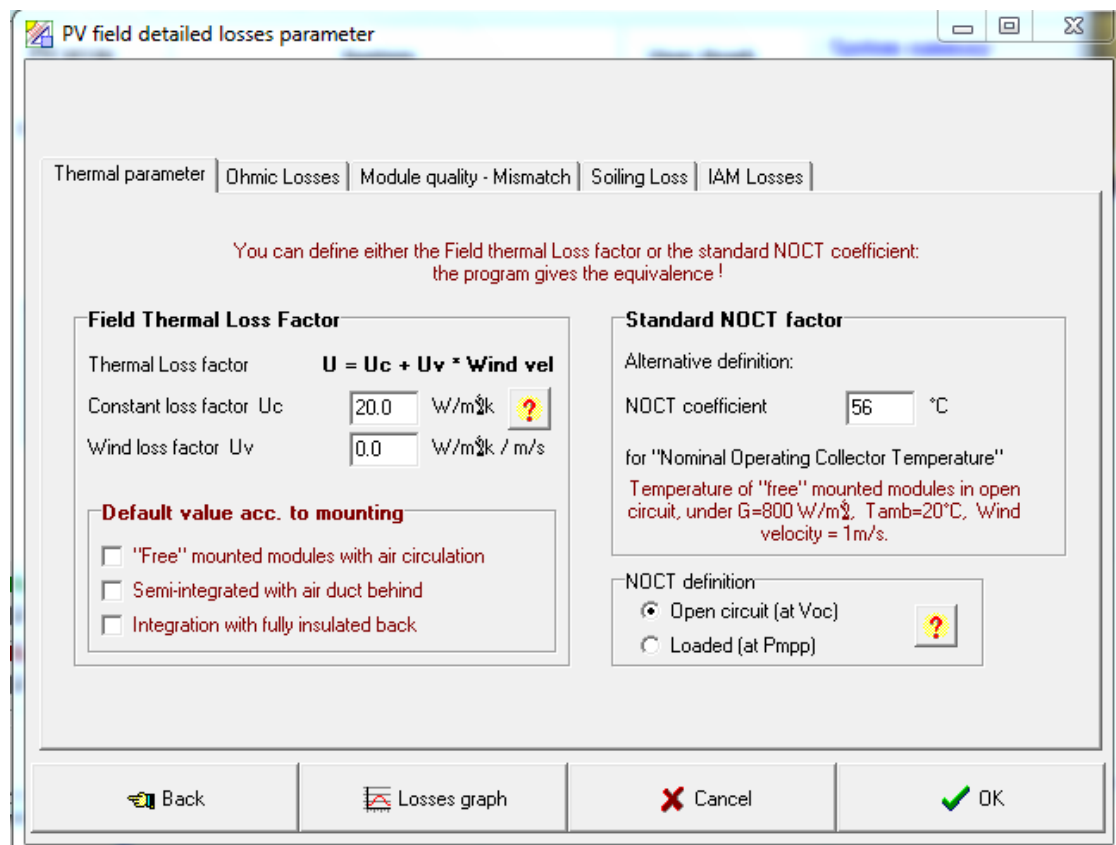 PV field detailed losses parameter
Thermal parameter
Ohmic Losses
Module quality - Mismatch
Soiling Loss
IAM Losses
You can define either the Field thermal Loss factor or the standard NOCT coefficient:
the program gives the equivalence !
Field Thermal Loss Factor
Thermal Loss factor U = Uc + Uv * Wind vel
Constant loss factor Uc 20.0 W/m²k ?
Wind loss factor Uv 0.0 W/m²k / m/s
Default value acc. to mounting
"Free" mounted modules with air circulation
Semi-integrated with air duct behind
Integration with fully insulated back
Standard NOCT factor
Alternative definition:
NOCT coefficient 56 °C
for "Nominal Operating Collector Temperature"
Temperature of "free" mounted modules in open
circuit, under G=800 W/m², Tamb=20°C, Wind
velocity = 1m/s.
NOCT definition
Open circuit (at Voc)
Loaded (at Pmpp)
?
Back
Losses graph
Cancel
OK